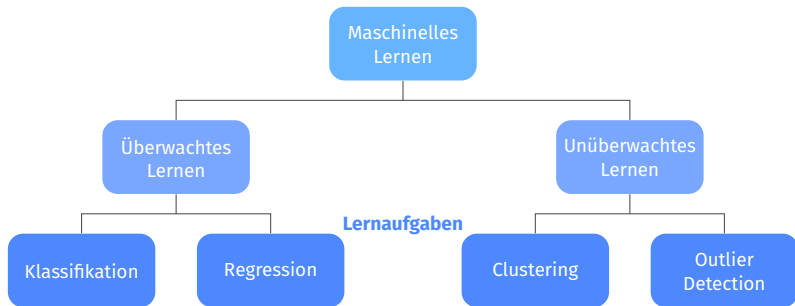 Maschinelles
Lernen
Überwachtes
Lernen
Unüberwachtes
Lernen
Lernaufgaben
Klassifikation
Regression
Clustering
Outlier
Detection